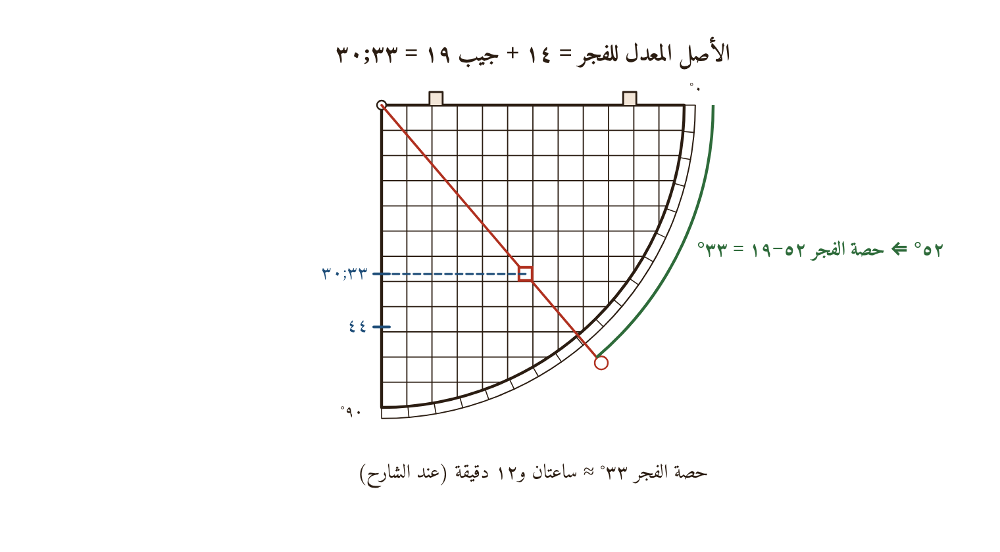 الأصل المعدل للفجر = ١٤ + جيب ١٩ = ٣٠;٣٣
٠°
٥٢° ⇐ حصة الفجر ٥٢−١٩ = ٣٣°
٣٠;٣٣
٤٤
٩٠°
حصة الفجر ٣٣° ≈ ساعتان و١٢ دقيقة (عند الشارح)